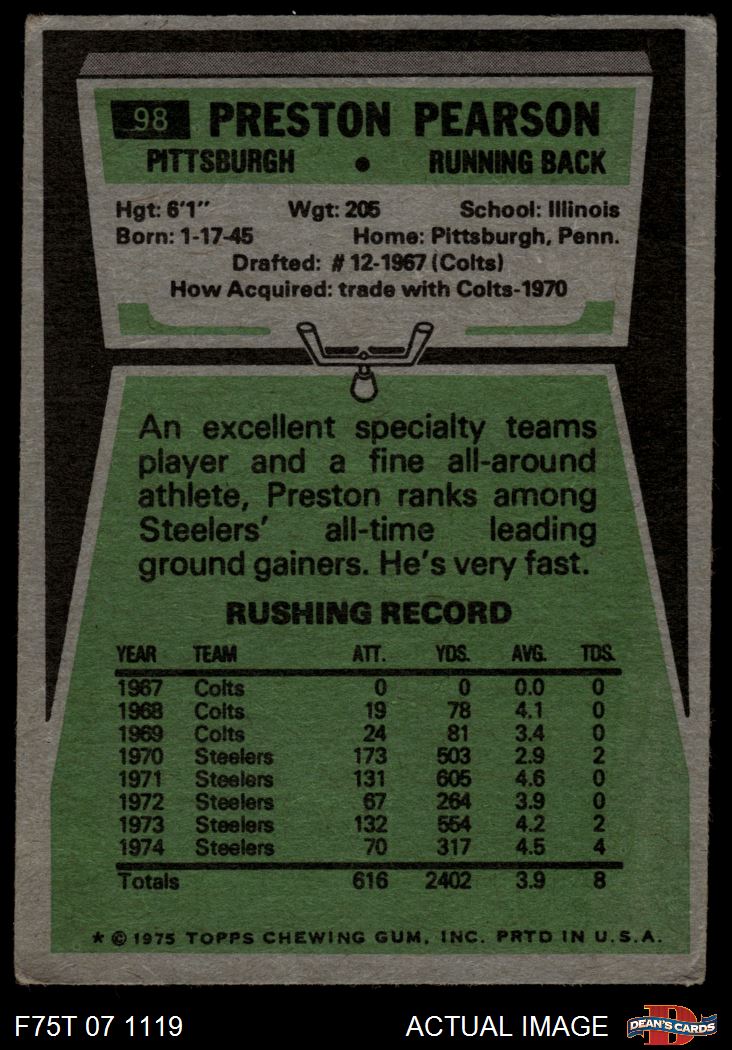 98 PRESTON PEARSON
PITTSBURGH • RUNNING BACK
Hgt: 6'1" Wgt: 205 School: Illinois
Born: 1-17-45 Home: Pittsburgh, Penn.
Drafted: #12-1967 (Colts)
How Acquired: trade with Colts-1970
An excellent specialty teams
player and a fine all-around
athlete, Preston ranks among
Steelers' all-time leading
ground gainers. He's very fast.
RUSHING RECORD
YEAR TEAM ATT. YDS. AVG. TDS.
1967 Colts 0 0 0.0 0
1968 Colts 19 78 4.1 0
1969 Colts 24 81 3.4 0
1970 Steelers 173 503 2.9 2
1971 Steelers 131 605 4.6 0
1972 Steelers 67 264 3.9 0
1973 Steelers 132 554 4.2 2
1974 Steelers 70 317 4.5 4
Totals 616 2402 3.9 8
* © 1975 TOPPS CHEWING GUM, INC. PRTD IN U.S.A.
F75T 07 1119 ACTUAL IMAGE DEAN'S CARDS